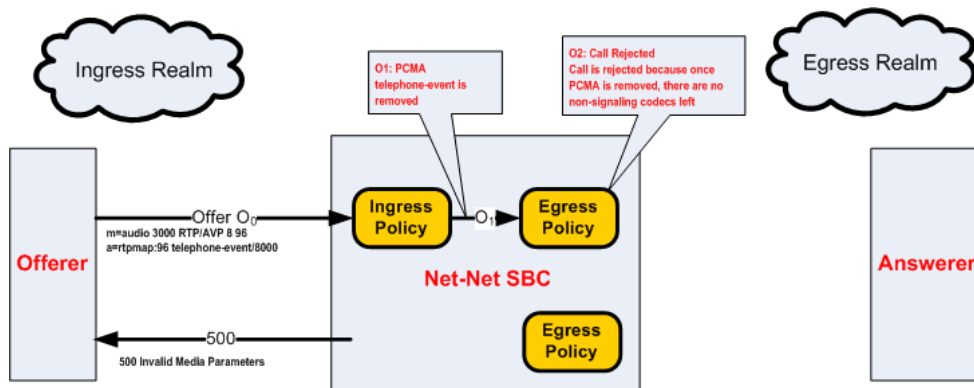 Ingress Realm
Egress Realm
O1: PCMA
telephone-event is
removed
O2: Call Rejected
Call is rejected because once
PCMA is removed, there are no
non-signaling codecs left
Offerer
Offer O0
m=audio 3000 RTP/AVP 8 96
a=rtpmap:96 telephone-event/8000
Ingress
Policy
O1
Egress
Policy
Net-Net SBC
Answerer
500
500 Invalid Media Parameters
Egress
Policy